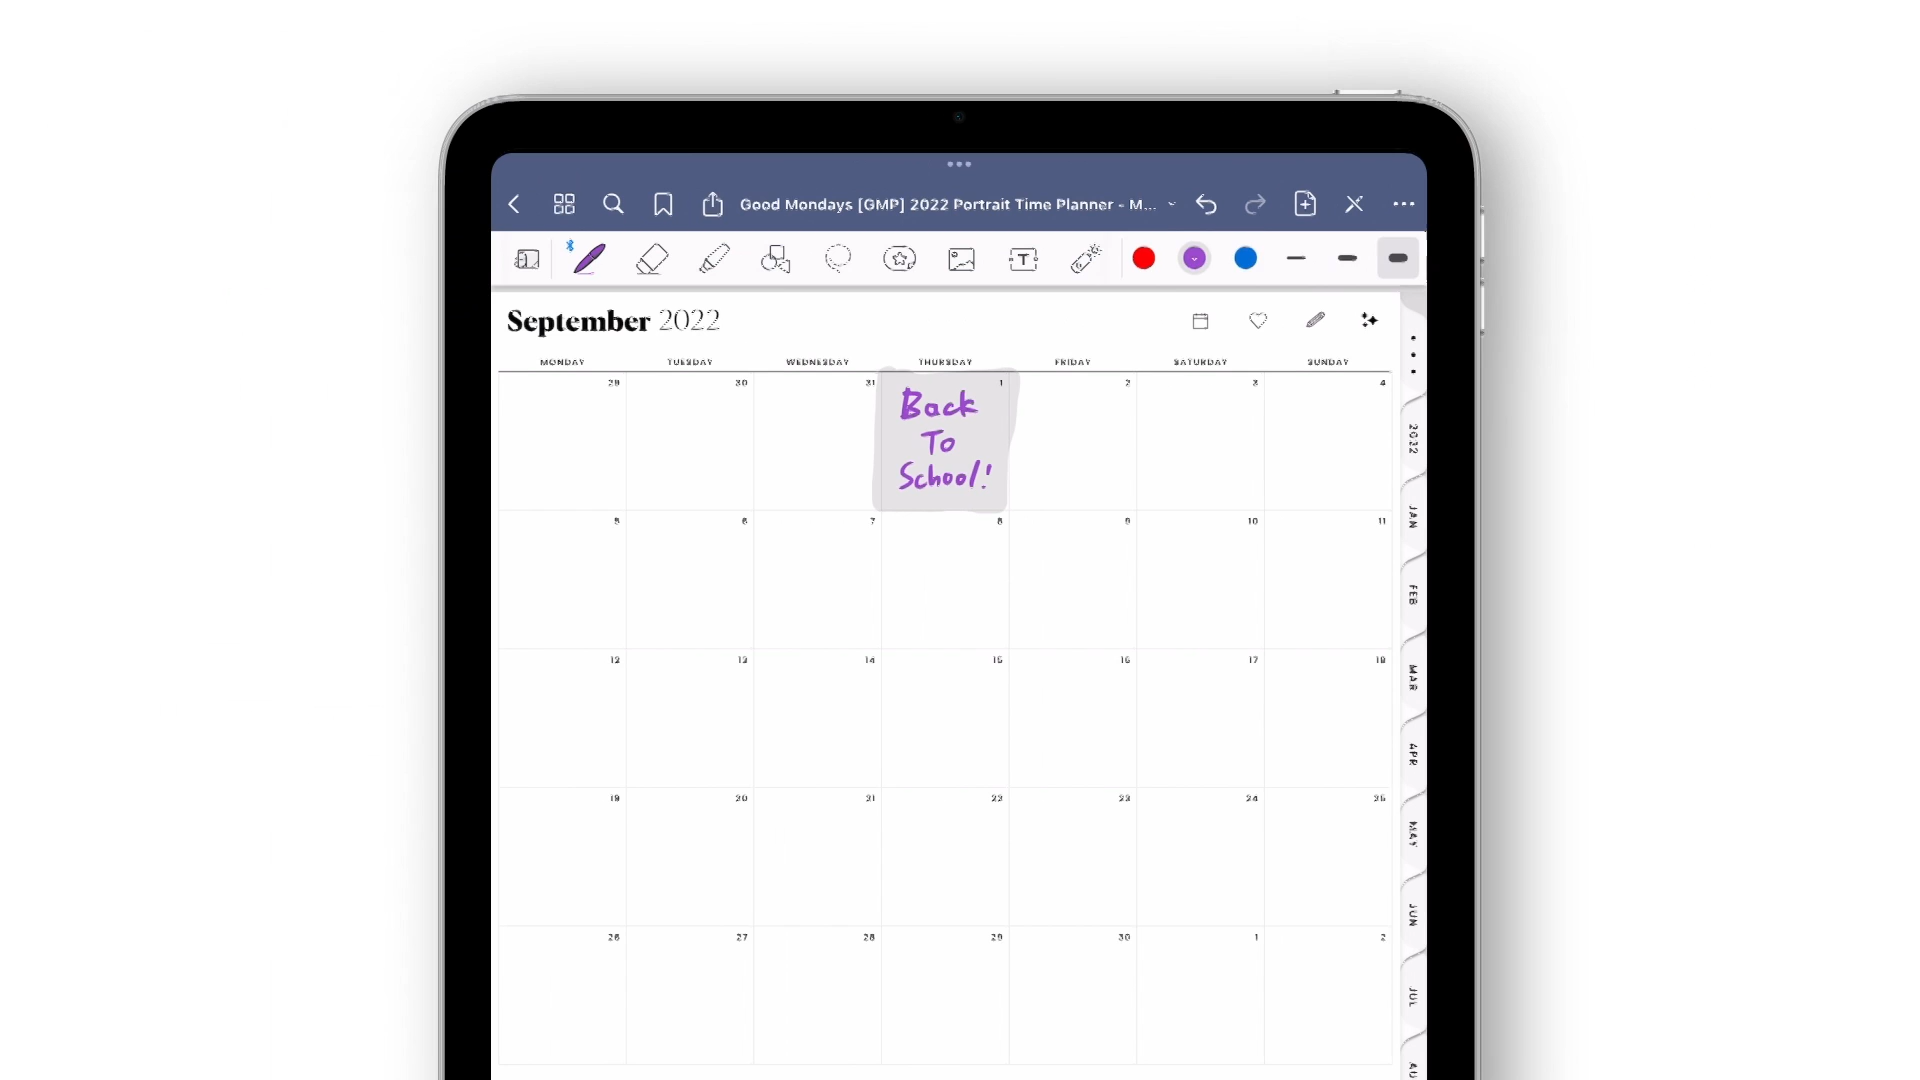 Good Mondays [GMP] 2022 Portrait Time Planner - M...
T
September 2022
MONDAY TUESDAY WEDNESDAY THURSDAY FRIDAY SATURDAY SUNDAY
29 30 31 1 2 3 4
Back
To
School!
5 6 7 8 9 10 11
12 13 14 15 16 17 18
19 20 21 22 23 24 25
26 27 28 29 30 1 2
2022
JAN
FEB
MAR
APR
MAY
JUN
JUL